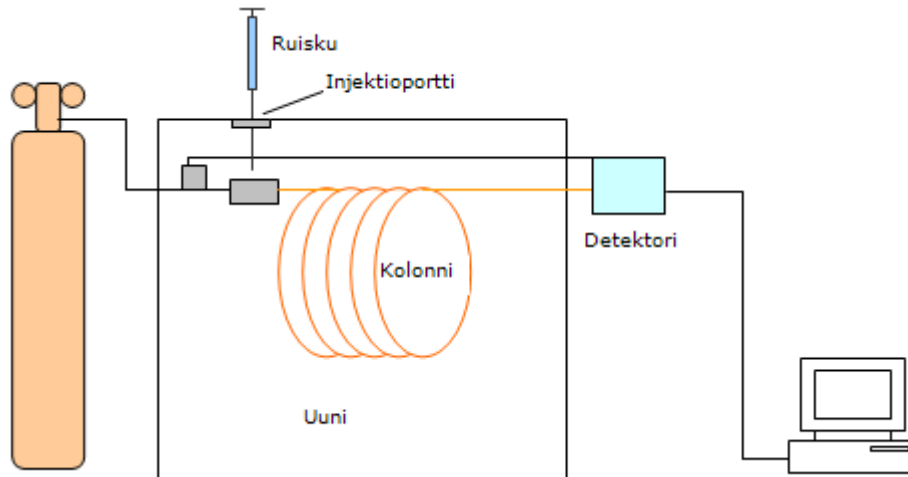 Ruisku
Injektioportti
Detektori
Kolonni
Uuni